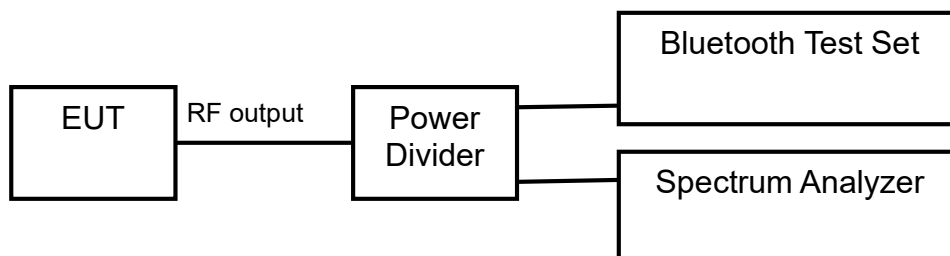 EUT
RF output
Power
Divider
Bluetooth Test Set
Spectrum Analyzer